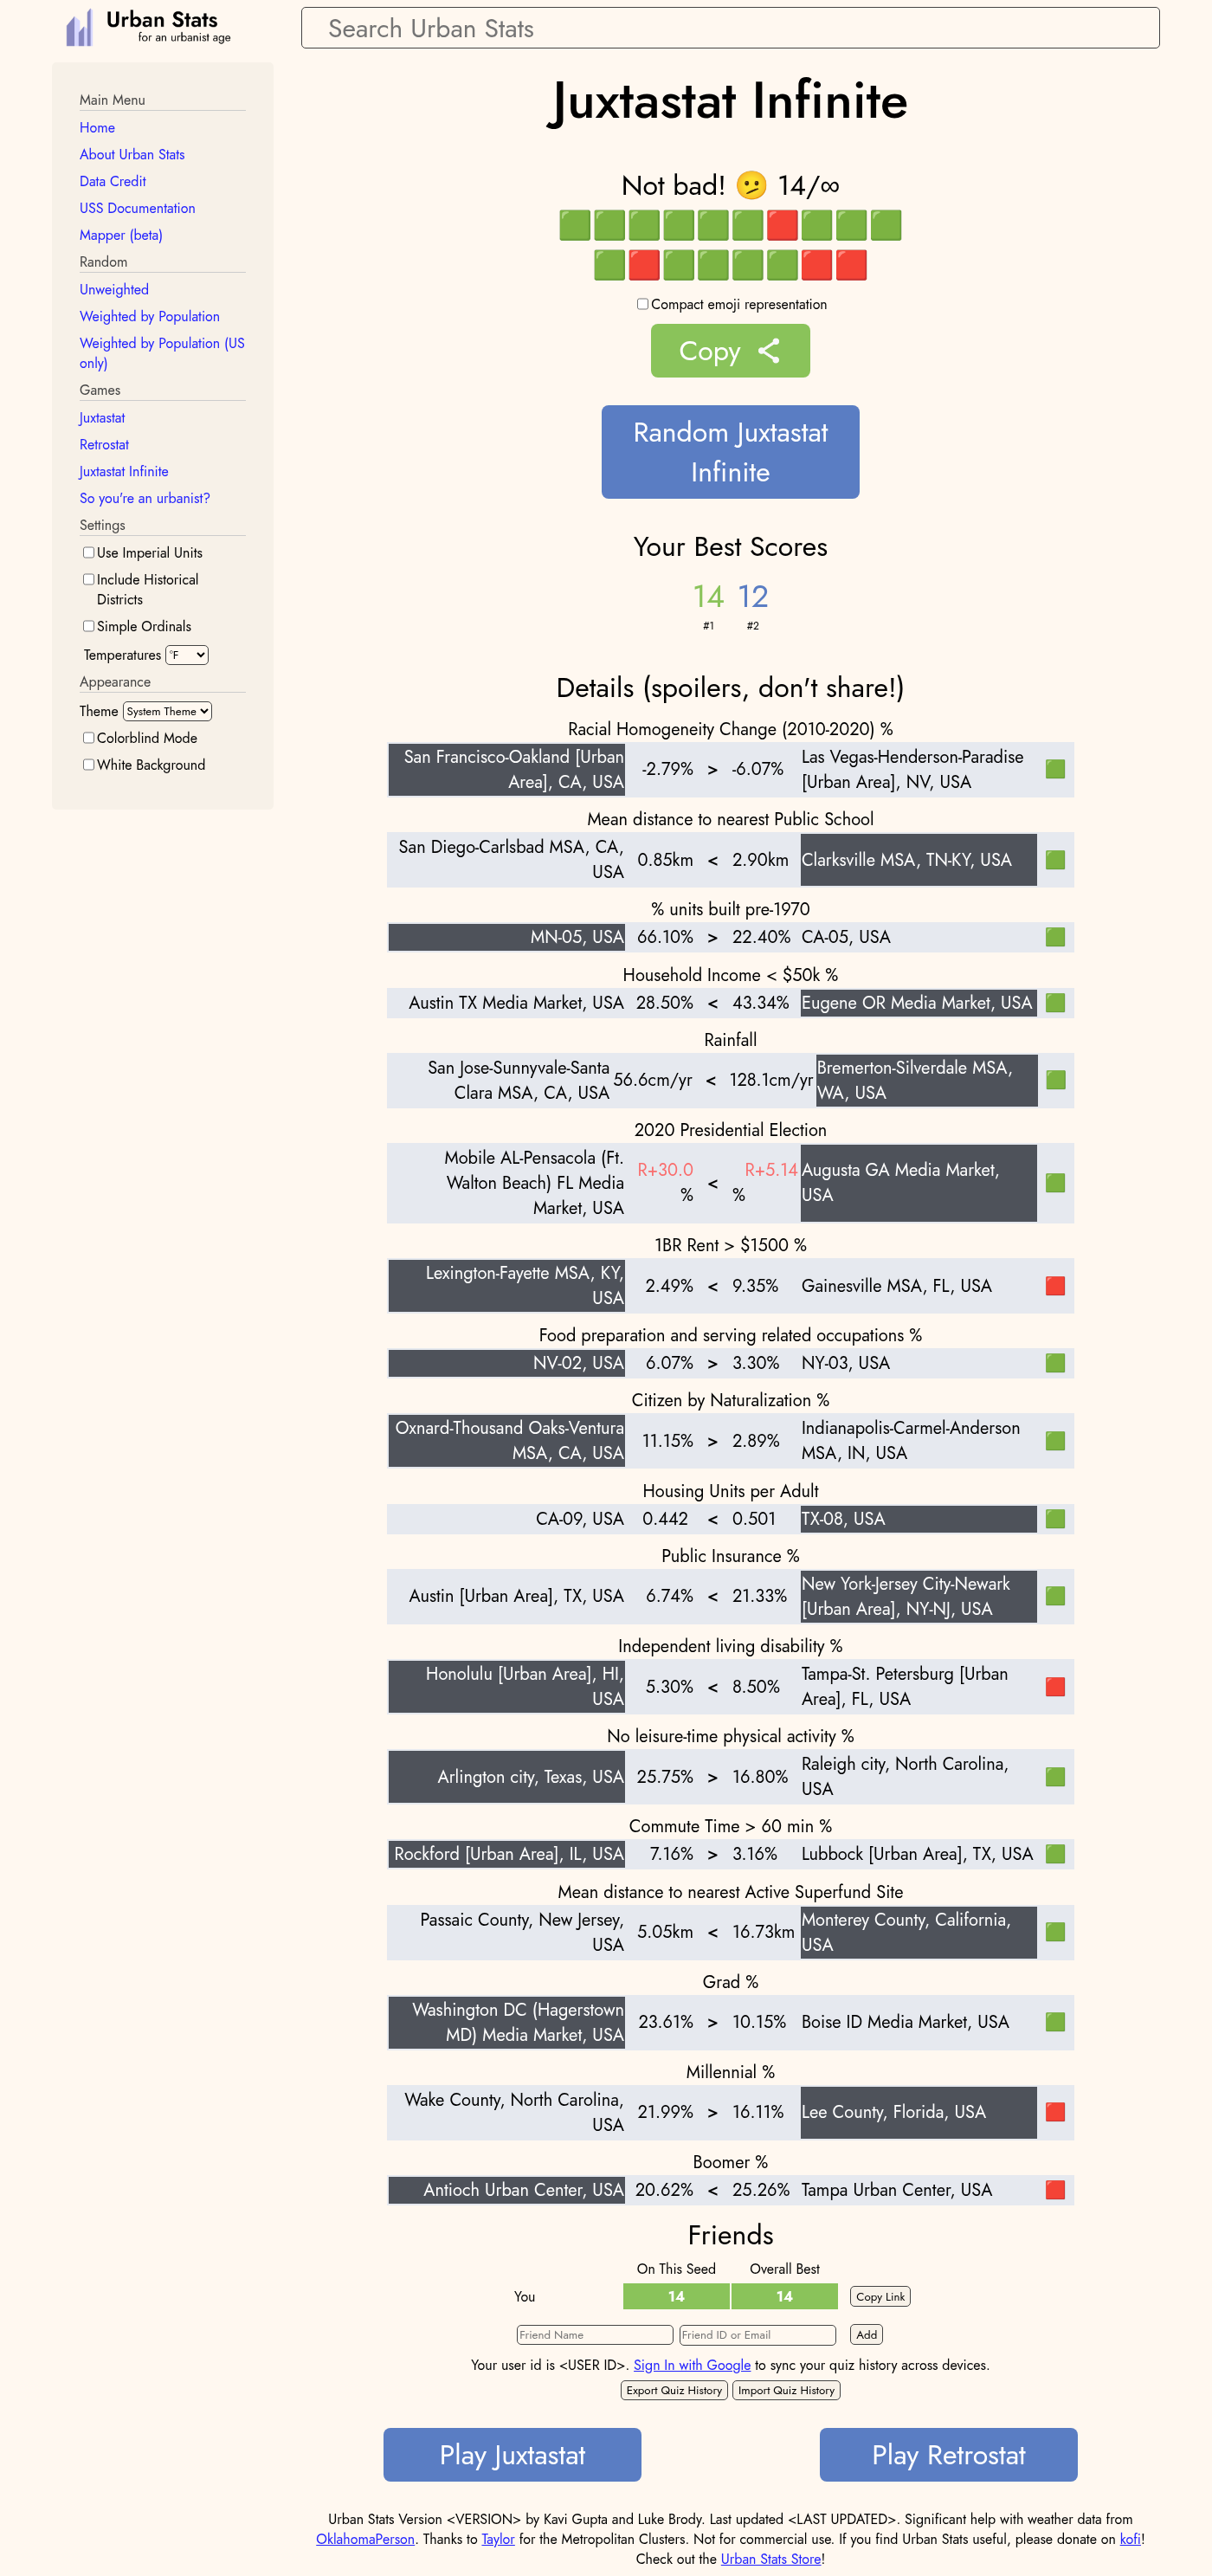 Urban Stats
for an urbanist age
Search Urban Stats
Main Menu
Home
About Urban Stats
Data Credit
USS Documentation
Mapper (beta)
Random
Unweighted
Weighted by Population
Weighted by Population (US
only)
Games
Juxtastat
Retrostat
Juxtastat Infinite
So you're an urbanist?
Settings
Use Imperial Units
Include Historical
Districts
Simple Ordinals
Temperatures °F
Appearance
Theme System Theme
Colorblind Mode
White Background
Juxtastat Infinite
Not bad! 🫤 14/∞
🟩🟩🟩🟩🟩🟩🟥🟩🟩🟩
🟩🟥🟩🟩🟩🟩🟥🟥
Compact emoji representation
Copy
Random Juxtastat
Infinite
Your Best Scores
14 12
#1 #2
Details (spoilers, don't share!)
Racial Homogeneity Change (2010-2020) %
San Francisco-Oakland [Urban
Area], CA, USA
-2.79% > -6.07%
Las Vegas-Henderson-Paradise
[Urban Area], NV, USA
🟩
Mean distance to nearest Public School
San Diego-Carlsbad MSA, CA,
USA
0.85km < 2.90km
Clarksville MSA, TN-KY, USA
🟩
% units built pre-1970
MN-05, USA 66.10% > 22.40% CA-05, USA 🟩
Household Income < $50k %
Austin TX Media Market, USA 28.50% < 43.34% Eugene OR Media Market, USA 🟩
Rainfall
San Jose-Sunnyvale-Santa
Clara MSA, CA, USA
56.6cm/yr < 128.1cm/yr
Bremerton-Silverdale MSA,
WA, USA
🟩
2020 Presidential Election
Mobile AL-Pensacola (Ft.
Walton Beach) FL Media
Market, USA
R+30.0
%
<
R+5.14
%
Augusta GA Media Market,
USA
🟩
1BR Rent > $1500 %
Lexington-Fayette MSA, KY,
USA
2.49% < 9.35%
Gainesville MSA, FL, USA
🟥
Food preparation and serving related occupations %
NV-02, USA 6.07% > 3.30% NY-03, USA 🟩
Citizen by Naturalization %
Oxnard-Thousand Oaks-Ventura
MSA, CA, USA
11.15% > 2.89%
Indianapolis-Carmel-Anderson
MSA, IN, USA
🟩
Housing Units per Adult
CA-09, USA 0.442 < 0.501 TX-08, USA 🟩
Public Insurance %
Austin [Urban Area], TX, USA 6.74% < 21.33%
New York-Jersey City-Newark
[Urban Area], NY-NJ, USA
🟩
Independent living disability %
Honolulu [Urban Area], HI,
USA
5.30% < 8.50%
Tampa-St. Petersburg [Urban
Area], FL, USA
🟥
No leisure-time physical activity %
Arlington city, Texas, USA 25.75% > 16.80%
Raleigh city, North Carolina,
USA
🟩
Commute Time > 60 min %
Rockford [Urban Area], IL, USA 7.16% > 3.16% Lubbock [Urban Area], TX, USA 🟩
Mean distance to nearest Active Superfund Site
Passaic County, New Jersey,
USA
5.05km < 16.73km
Monterey County, California,
USA
🟩
Grad %
Washington DC (Hagerstown
MD) Media Market, USA
23.61% > 10.15%
Boise ID Media Market, USA
🟩
Millennial %
Wake County, North Carolina,
USA
21.99% > 16.11%
Lee County, Florida, USA
🟥
Boomer %
Antioch Urban Center, USA 20.62% < 25.26% Tampa Urban Center, USA 🟥
Friends
On This Seed Overall Best
You 14 14 Copy Link
Friend Name Friend ID or Email Add
Your user id is <USER ID>. Sign In with Google to sync your quiz history across devices.
Export Quiz History Import Quiz History
Play Juxtastat Play Retrostat
Urban Stats Version <VERSION> by Kavi Gupta and Luke Brody. Last updated <LAST UPDATED>. Significant help with weather data from
OklahomaPerson. Thanks to Taylor for the Metropolitan Clusters. Not for commercial use. If you find Urban Stats useful, please donate on kofi!
Check out the Urban Stats Store!